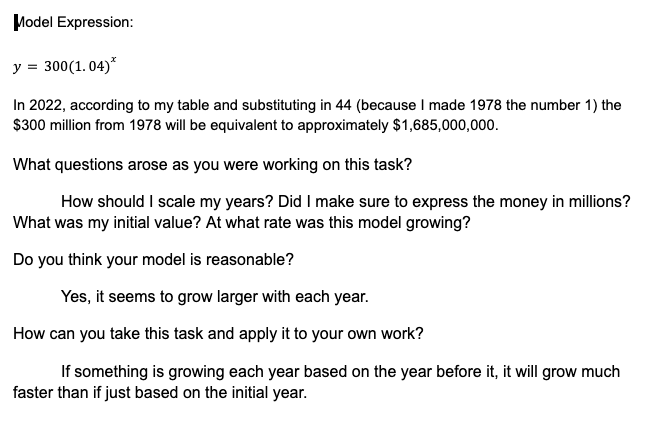 Model Expression:
y = 300(1.04)ˣ
In 2022, according to my table and substituting in 44 (because I made 1978 the number 1) the
$300 million from 1978 will be equivalent to approximately $1,685,000,000.
What questions arose as you were working on this task?
How should I scale my years? Did I make sure to express the money in millions?
What was my initial value? At what rate was this model growing?
Do you think your model is reasonable?
Yes, it seems to grow larger with each year.
How can you take this task and apply it to your own work?
If something is growing each year based on the year before it, it will grow much
faster than if just based on the initial year.